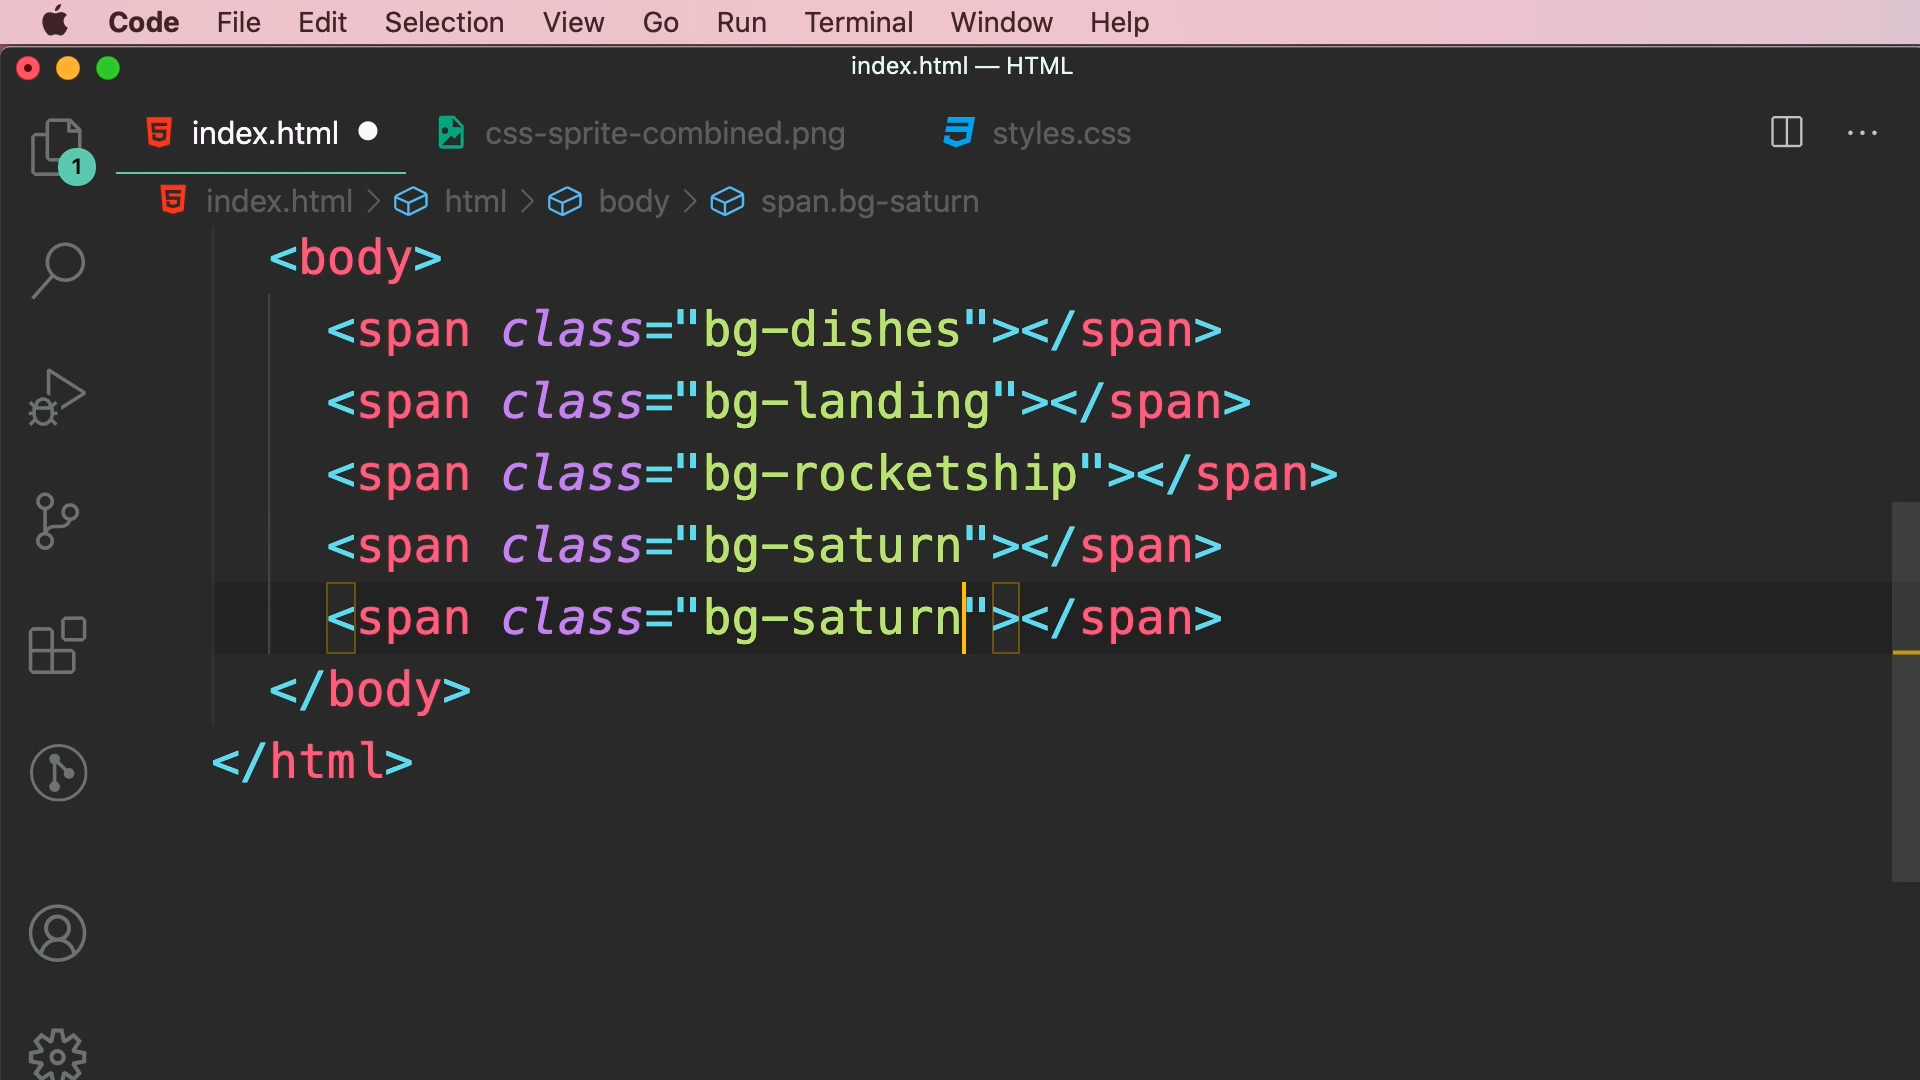 Code File Edit Selection View Go Run Terminal Window Help
index.html — HTML
index.html css-sprite-combined.png styles.css
1
index.html > html > body > span.bg-saturn
<body>
<span class="bg-dishes"></span>
<span class="bg-landing"></span>
<span class="bg-rocketship"></span>
<span class="bg-saturn"></span>
<span class="bg-saturn"></span>
</body>
</html>